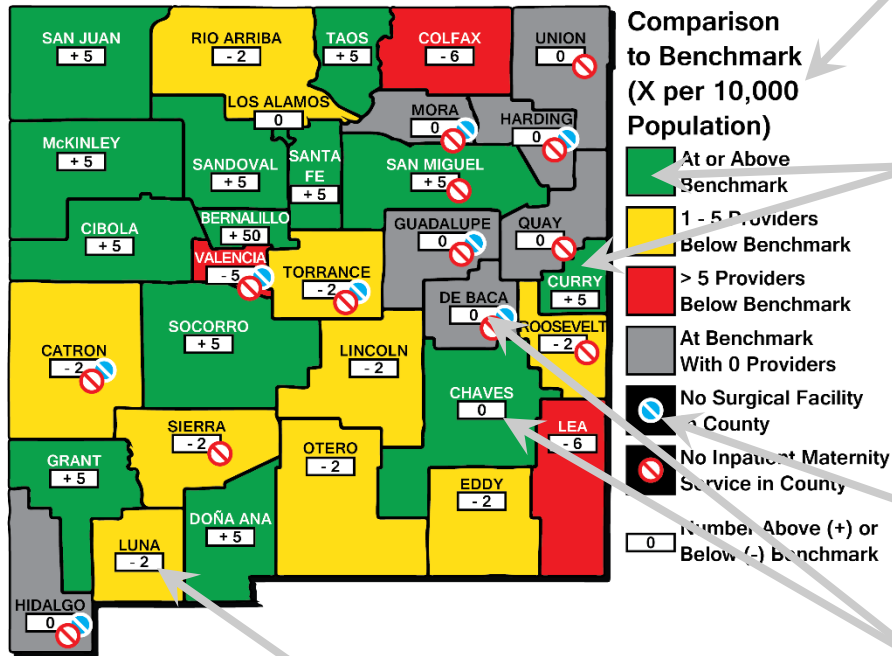 SAN JUAN
+ 5
RIO ARRIBA
- 2
TAOS
+ 5
COLFAX
- 6
UNION
0
LOS ALAMOS
0
MORA
0
HARDING
0
McKINLEY
+ 5
SANDOVAL
+ 5
SANTA
FE
+ 5
SAN MIGUEL
+ 5
CIBOLA
+ 5
BERNALILLO
+ 50
GUADALUPE
0
QUAY
0
VALENCIA
- 5
TORRANCE
- 2
CURRY
+ 5
DE BACA
0
SOCORRO
+ 5
ROOSEVELT
- 2
CATRON
- 2
LINCOLN
- 2
CHAVES
0
SIERRA
- 2
LEA
- 6
OTERO
- 2
GRANT
+ 5
EDDY
- 2
DOÑA ANA
+ 5
LUNA
- 2
HIDALGO
0
Comparison
to Benchmark
(X per 10,000
Population)
At or Above
Benchmark
1 - 5 Providers
Below Benchmark
> 5 Providers
Below Benchmark
At Benchmark
With 0 Providers
No Surgical Facility
in County
No Inpatient Maternity
Service in County
0
Number Above (+) or
Below (-) Benchmark